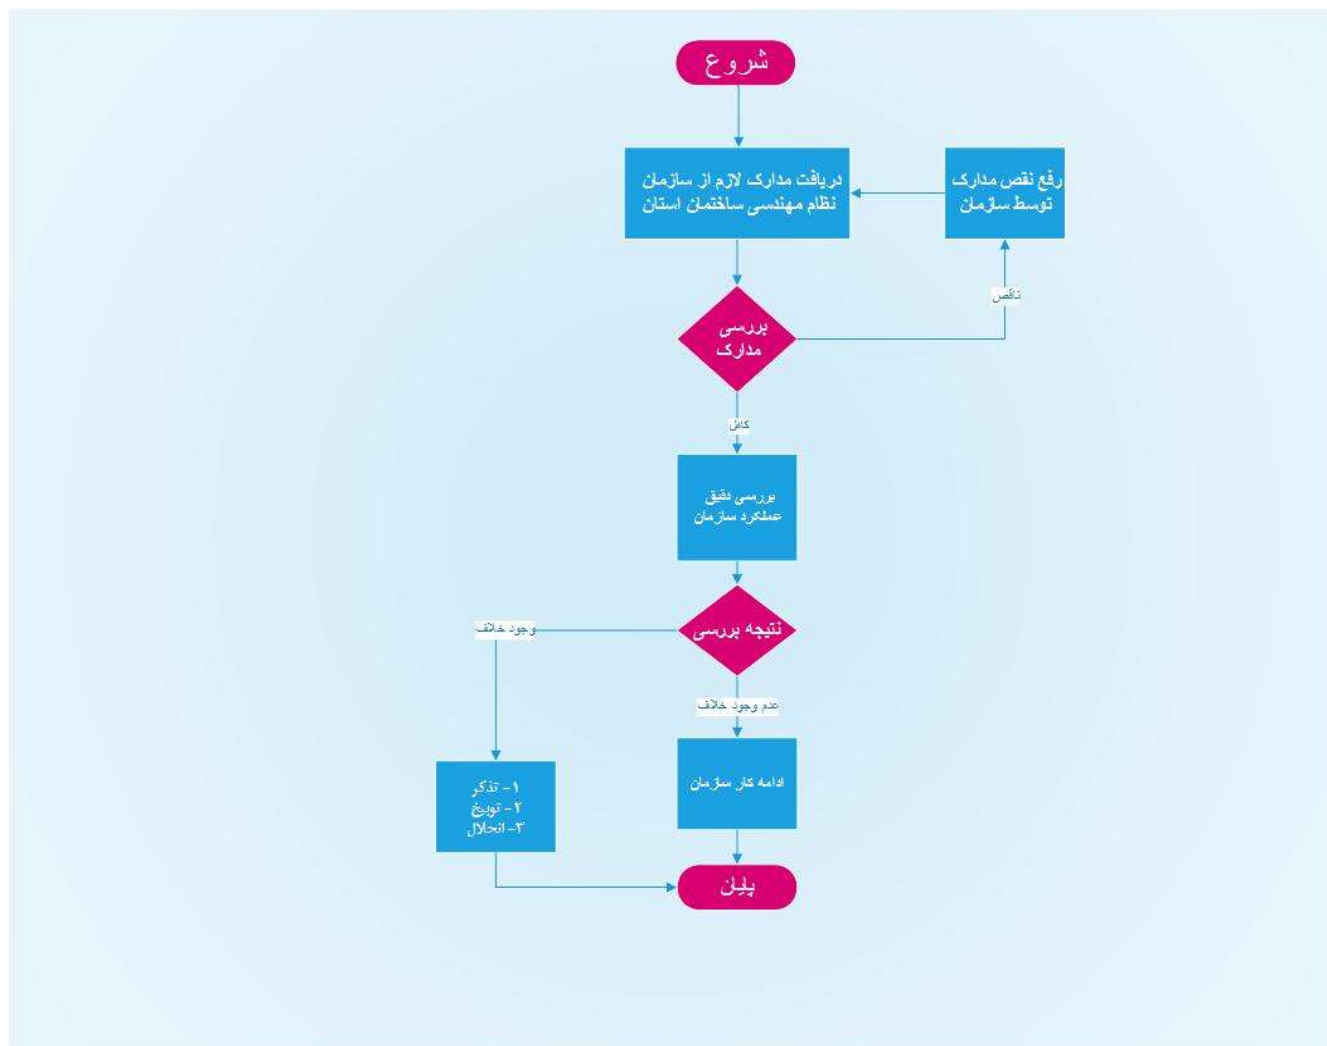 شروع
دریافت مدارک لازم از سازمان
نظام مهندسی ساختمان استان
رفع نقص مدارک
توسط سازمان
ناقص
بررسی
مدارک
کامل
بررسی دقیق
عملکرد سازمان
نتیجه بررسی
وجود خلاف
عدم وجود خلاف
ادامه کار سازمان
۱- تذکر
۲- توبیخ
۳- انحلال
پایان